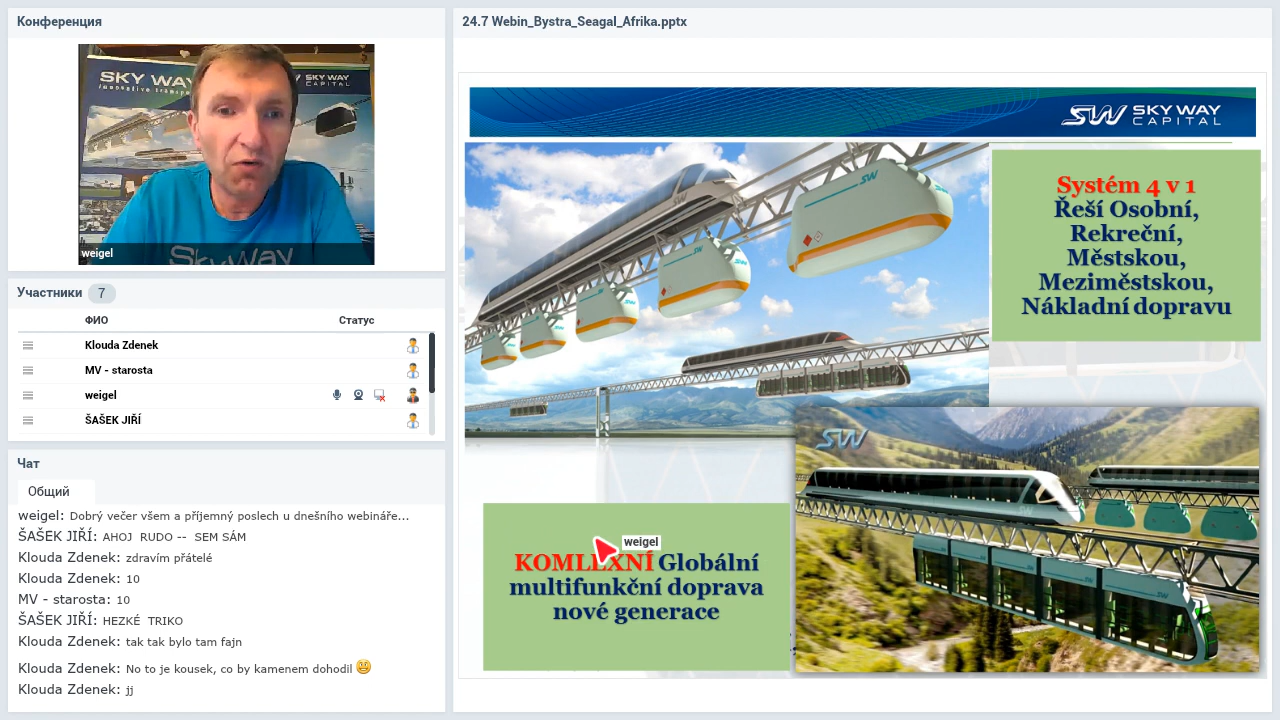 Конференция
SKY WAY
innovative transpo
SKY WAY
CAPITAL
SKYWAY
weigel
Участники 7
ФИО Статус
Klouda Zdenek
MV - starosta
weigel
ŠAŠEK JIŘÍ
Чат
Общий
weigel: Dobrý večer všem a příjemný poslech u dnešního webináře...
ŠAŠEK JIŘÍ: AHOJ RUDO -- SEM SÁM
Klouda Zdenek: zdravím přátelé
Klouda Zdenek: 10
MV - starosta: 10
ŠAŠEK JIŘÍ: HEZKÉ TRIKO
Klouda Zdenek: tak tak bylo tam fajn
Klouda Zdenek: No to je kousek, co by kamenem dohodil
Klouda Zdenek: jj
24.7 Webin_Bystra_Seagal_Afrika.pptx
SW SKY WAY
CAPITAL
Systém 4 v 1
Řeší Osobní,
Rekreční,
Městskou,
Meziměstskou,
Nákladní dopravu
SW
SW
weigel
KOMLEXNÍ Globální
multifunkční doprava
nové generace